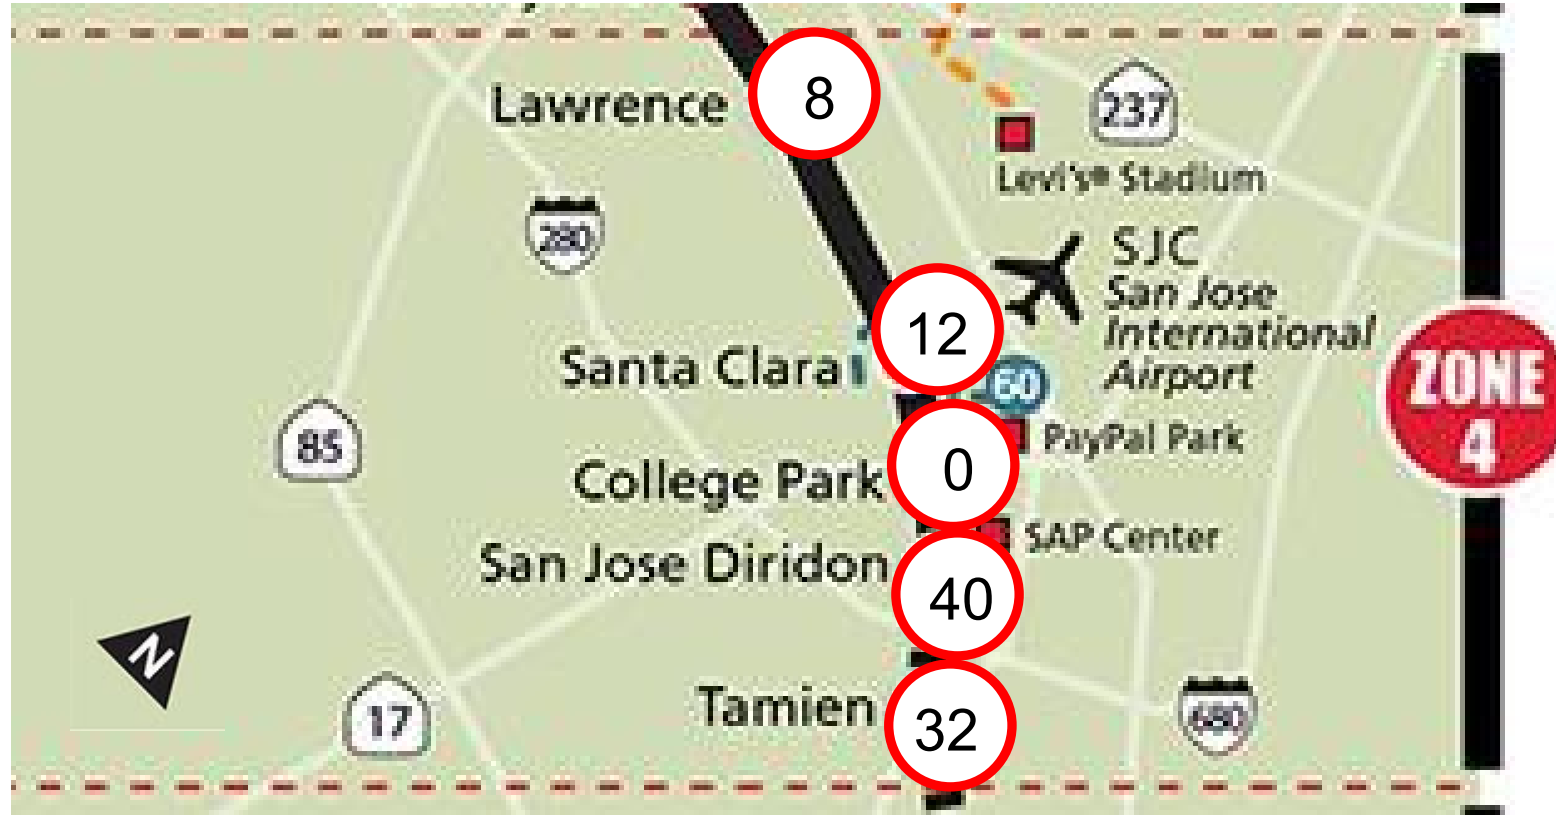 Lawrence
8
237
Levi's® Stadium
280
SJC
San Jose
International
Airport
12
Santa Clara
60
ZONE
4
85
PayPal Park
College Park
0
SAP Center
San Jose Diridon
40
N
Tamien
32
17
680